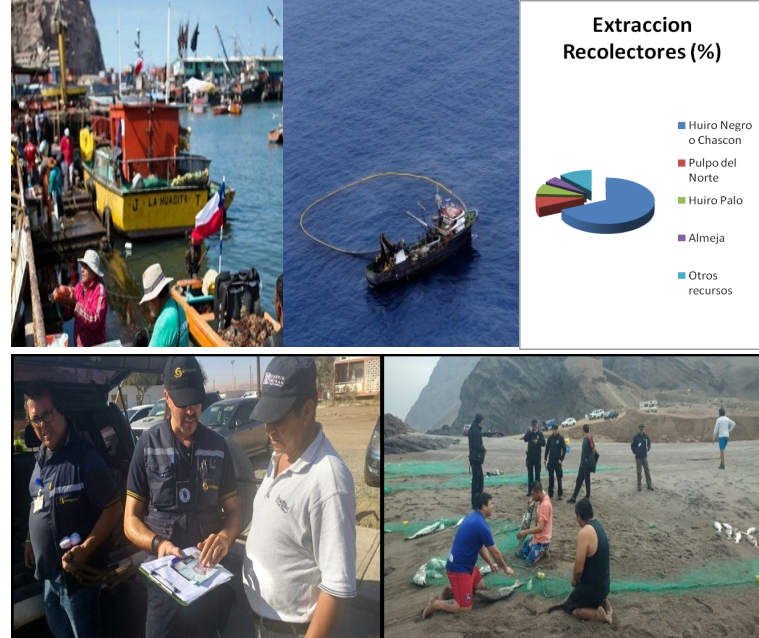 J LA HUASITA T
Extraccion
Recolectores (%)
Huiro Negro
o Chascon
Pulpo del
Norte
Huiro Palo
Almeja
Otros
recursos